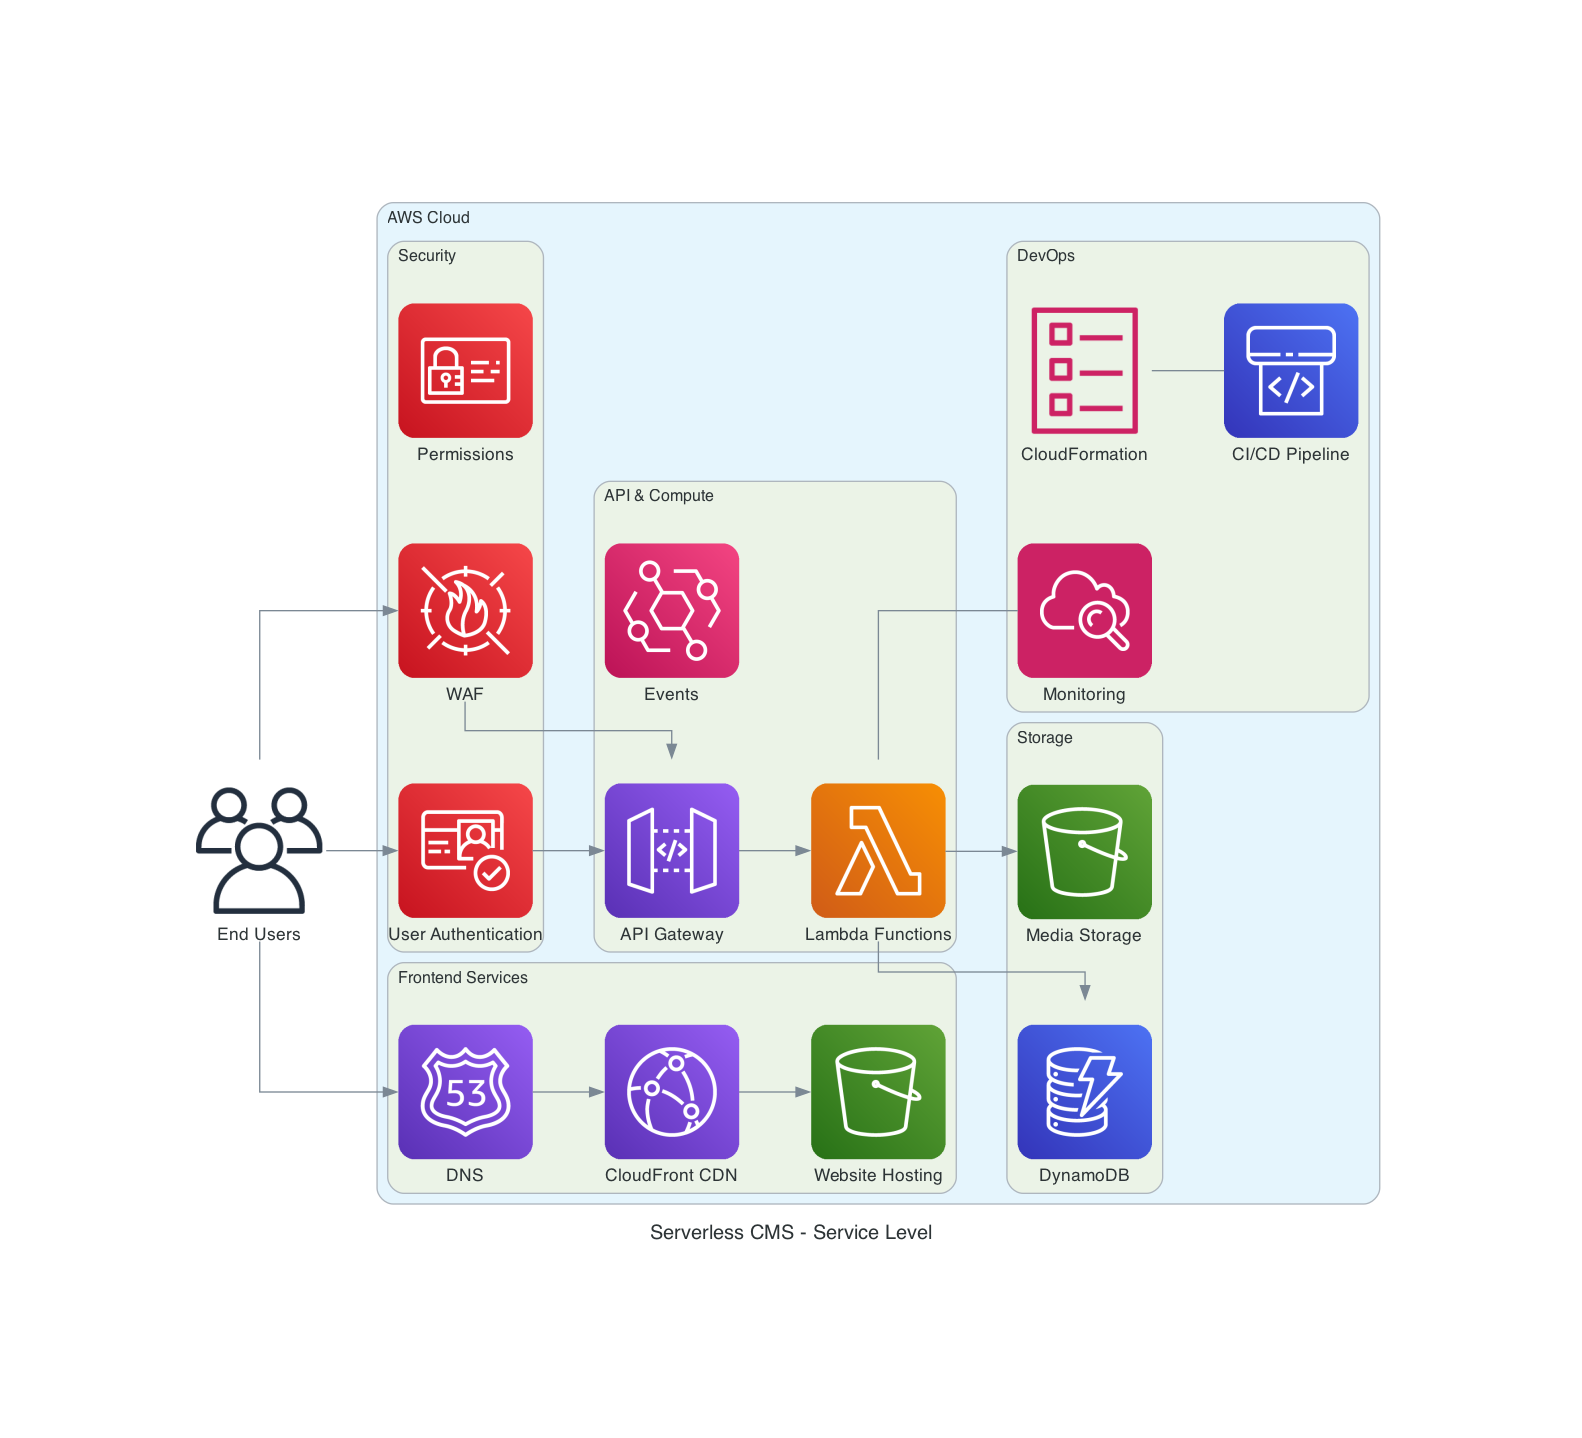 AWS Cloud
Security
DevOps
Permissions
CloudFormation
CI/CD Pipeline
API & Compute
WAF
Events
Monitoring
Storage
End Users
User Authentication
API Gateway
Lambda Functions
Media Storage
Frontend Services
53
DNS
CloudFront CDN
Website Hosting
DynamoDB
Serverless CMS - Service Level